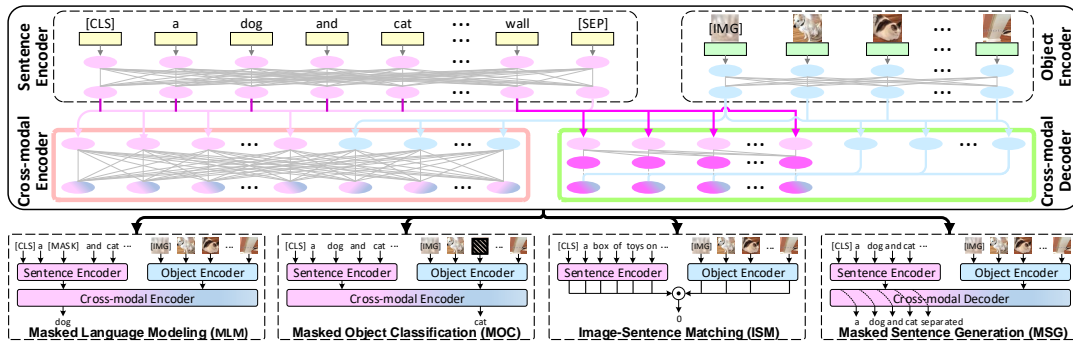 [CLS] a dog and cat ... wall [SEP]
[IMG] ...
Sentence Encoder
Object Encoder
...
...
Cross-modal Encoder
... ...
... ...
Cross-modal Decoder
... ...
...
...
[CLS] a [MASK] and cat ... [IMG] ...
Sentence Encoder Object Encoder
Cross-modal Encoder
dog
Masked Language Modeling (MLM)
[CLS] a dog and cat ... [IMG] ...
Sentence Encoder Object Encoder
Cross-modal Encoder
cat
Masked Object Classification (MOC)
[CLS] a box of toys on ... [IMG] ...
Sentence Encoder Object Encoder
0
Image-Sentence Matching (ISM)
[CLS] a dog and cat ... [IMG] ...
Sentence Encoder Object Encoder
Cross-modal Decoder
a dog and cat separated
Masked Sentence Generation (MSG)